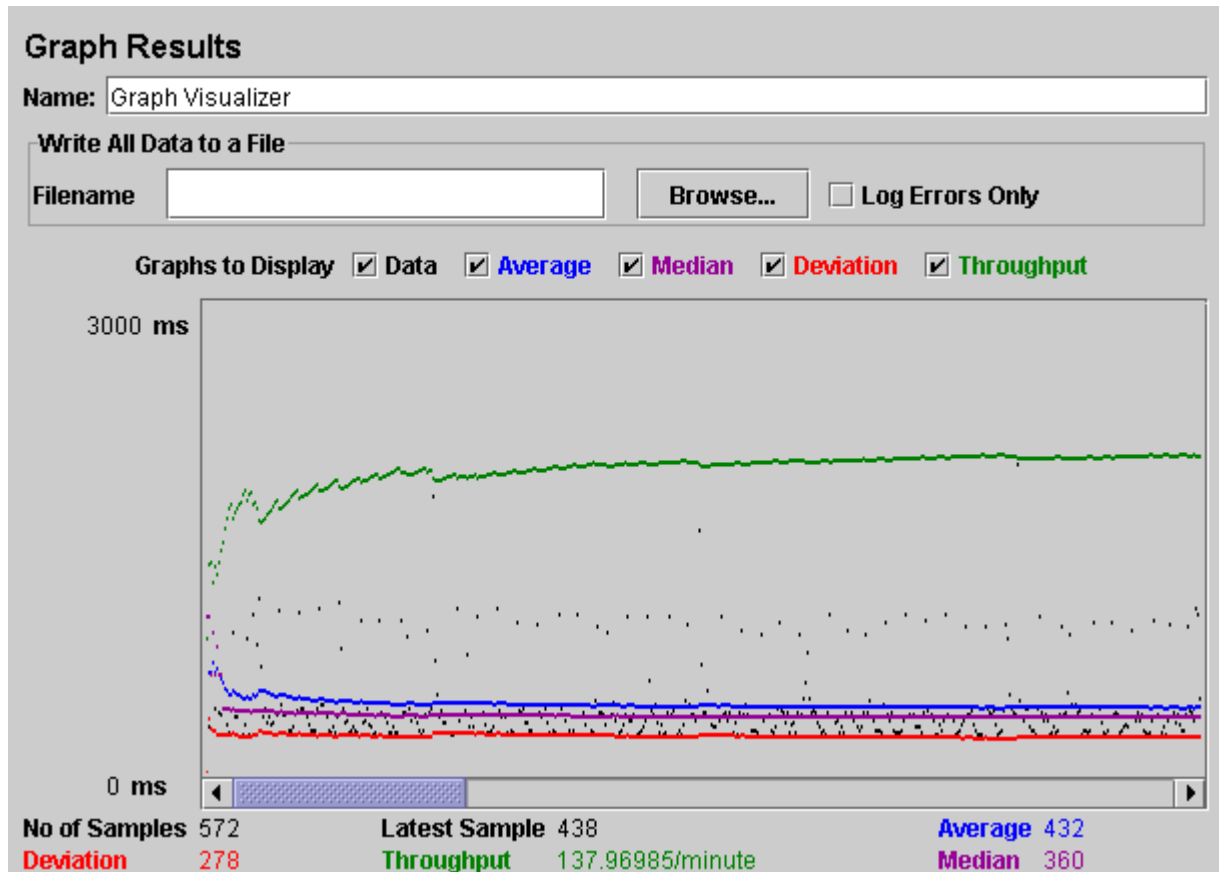 Graph Results
Name: Graph Visualizer
Write All Data to a File
Filename Browse... Log Errors Only
Graphs to Display Data Average Median Deviation Throughput
3000 ms
0 ms
No of Samples 572 Latest Sample 438 Average 432
Deviation 278 Throughput 137.96985/minute Median 360